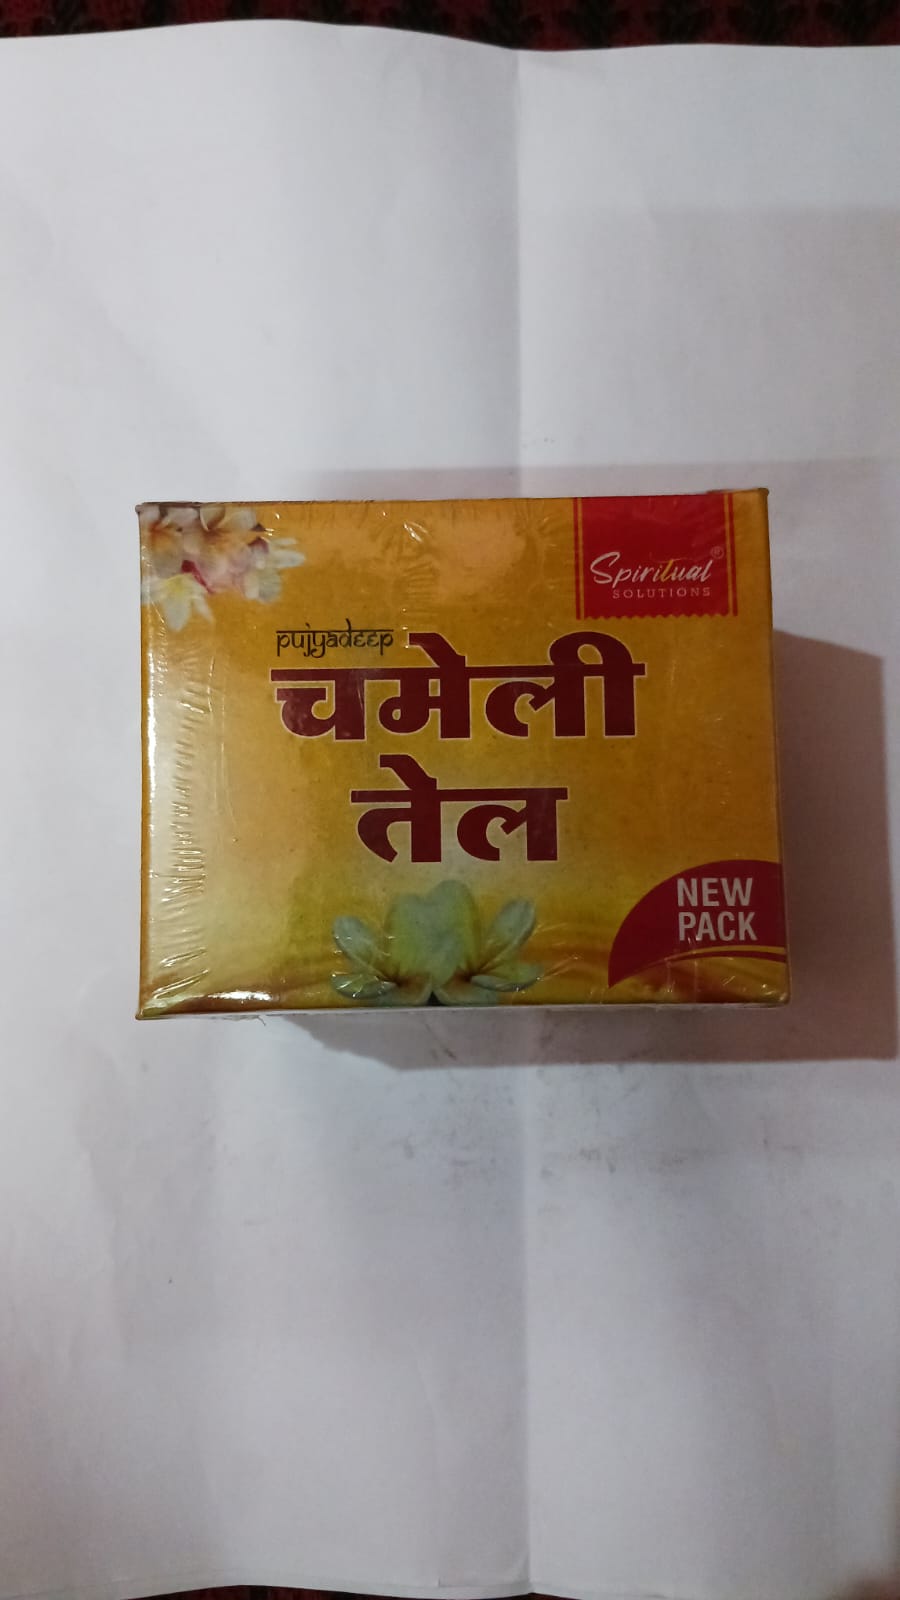 Spiritual®
SOLUTIONS
pujyadeep
चमेली
तेल
NEW
PACK